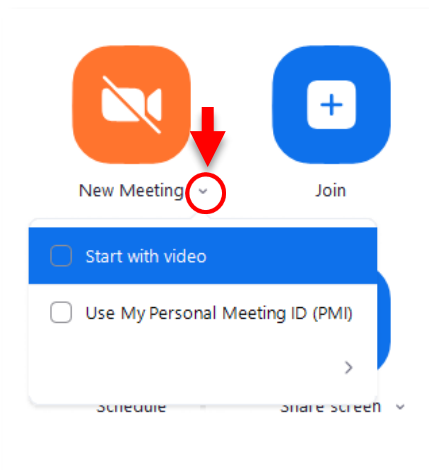 New Meeting
Join
Start with video
Use My Personal Meeting ID (PMI)
Schedule
Share screen